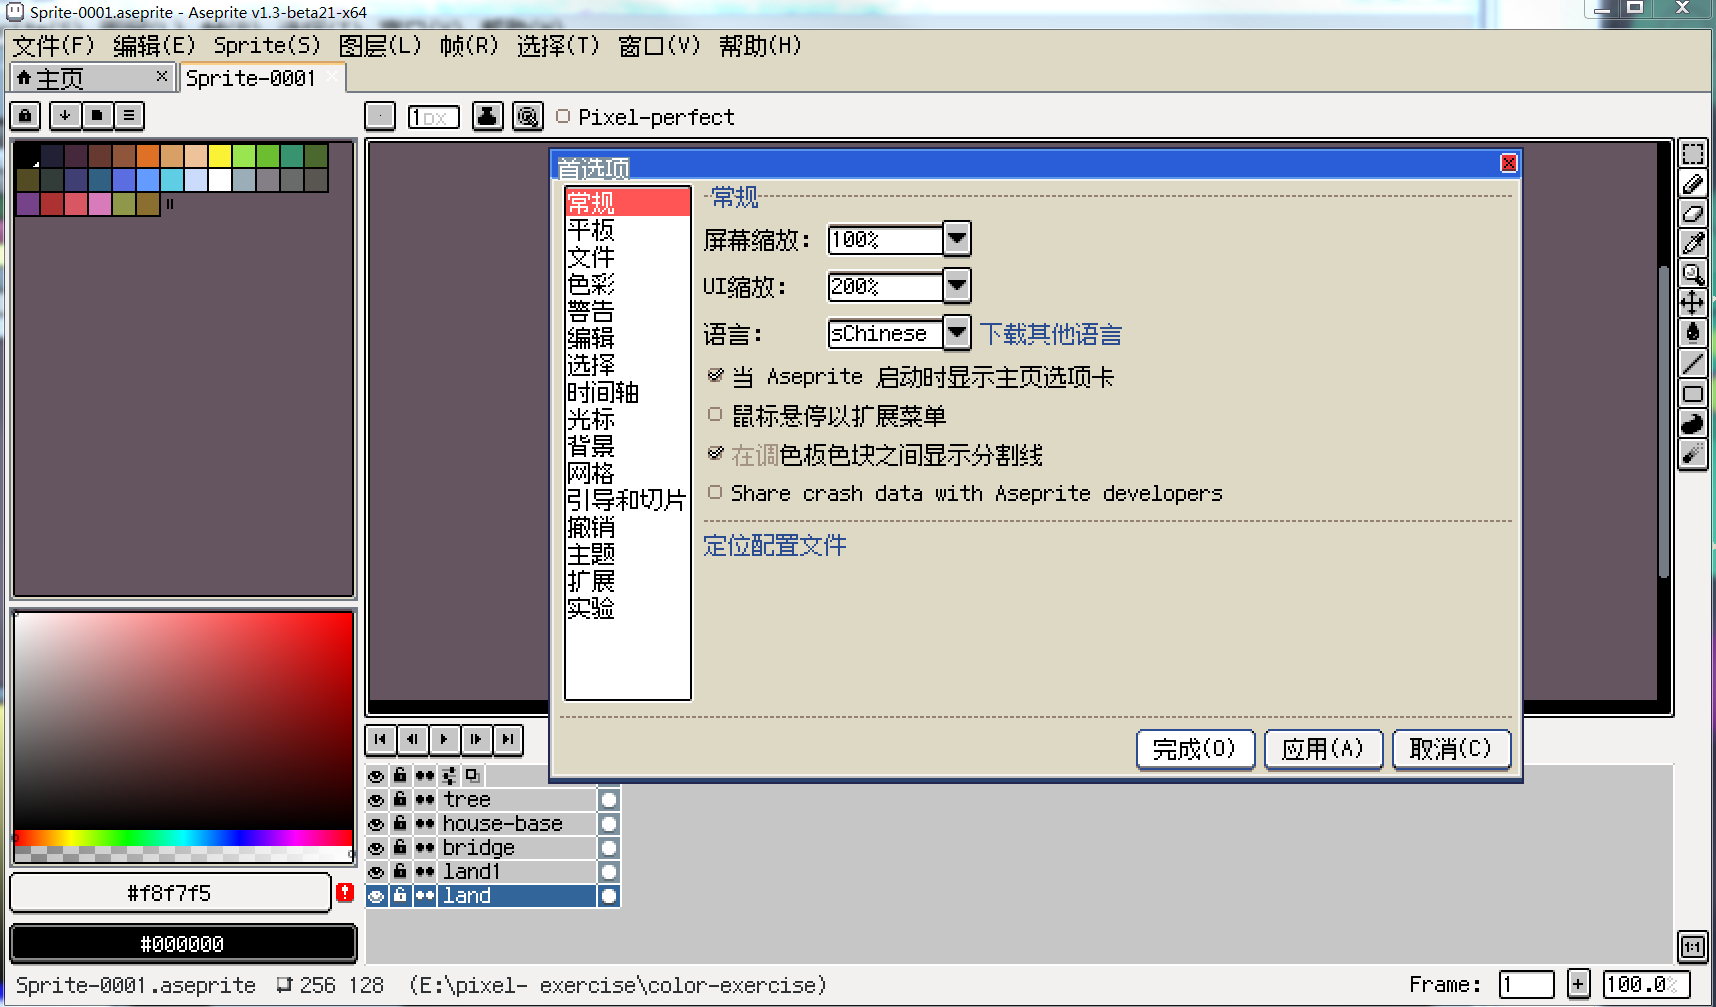 Sprite-0001.aseprite - Aseprite v1.3-beta21-x64
文件(F) 编辑(E) Sprite(S) 图层(L) 帧(R) 选择(T) 窗口(V) 帮助(H)
主页 Sprite-0001
1px Pixel-perfect
首选项
常规
平板
文件
色彩
警告
编辑
选择
时间轴
光标
背景
网格
引导和切片
撤销
主题
扩展
实验
常规
屏幕缩放: 100%
UI缩放: 200%
语言: sChinese 下载其他语言
当 Aseprite 启动时显示主页选项卡
鼠标悬停以扩展菜单
在调色板色块之间显示分割线
Share crash data with Aseprite developers
定位配置文件
完成(O) 应用(A) 取消(C)
tree
house-base
bridge
land1
land
#f8f7f5
#000000
1:1
Sprite-0001.aseprite 256 128 (E:\pixel- exercise\color-exercise)
Frame: 1 + 100.0%